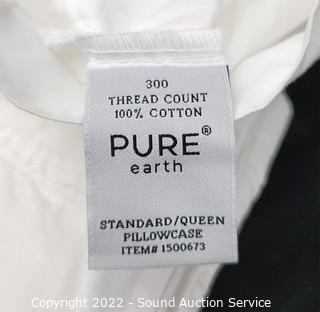 300
THREAD COUNT
100% COTTON
PURE®
earth
STANDARD/QUEEN
PILLOWCASE
ITEM# 1500673
Copyright 2022 - Sound Auction Service